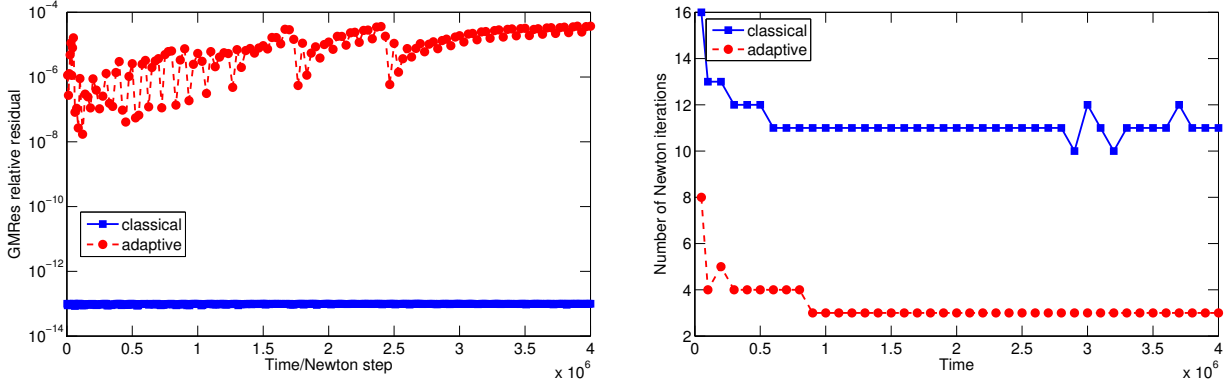 10^−4
10^−6
10^−8
10^−10
10^−12
10^−14
GMRes relative residual
classical
adaptive
0 0.5 1 1.5 2 2.5 3 3.5 4
Time/Newton step
x 10^6
16
14
12
10
8
6
4
2
Number of Newton iterations
classical
adaptive
0 0.5 1 1.5 2 2.5 3 3.5 4
Time
x 10^6